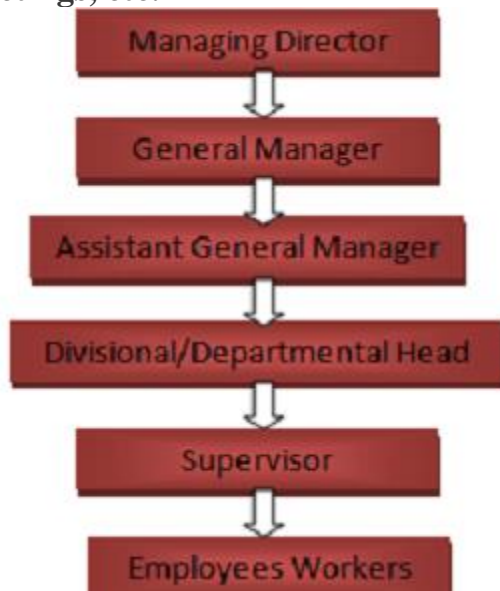 Managing Director
General Manager
Assistant General Manager
Divisional/Departmental Head
Supervisor
Employees Workers